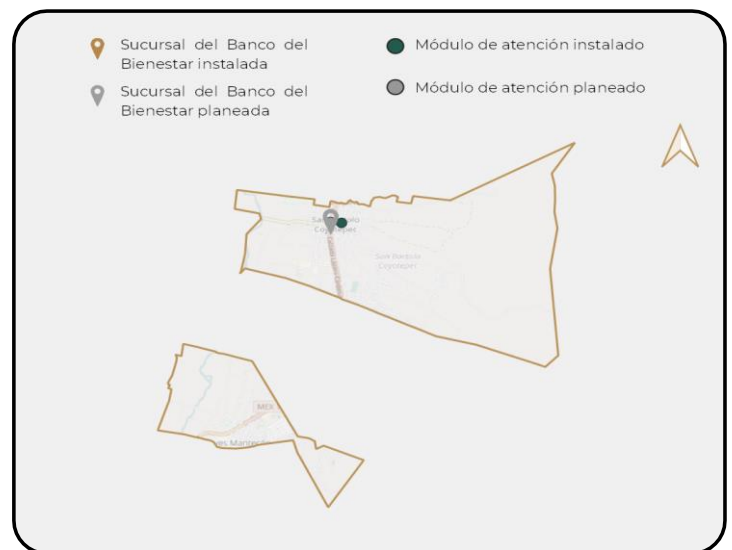 Sucursal del Banco del
Bienestar instalada
Sucursal del Banco del
Bienestar planeada
Módulo de atención instalado
Módulo de atención planeado
Coyotepec
San Bartolo
Coyotepec
MEX